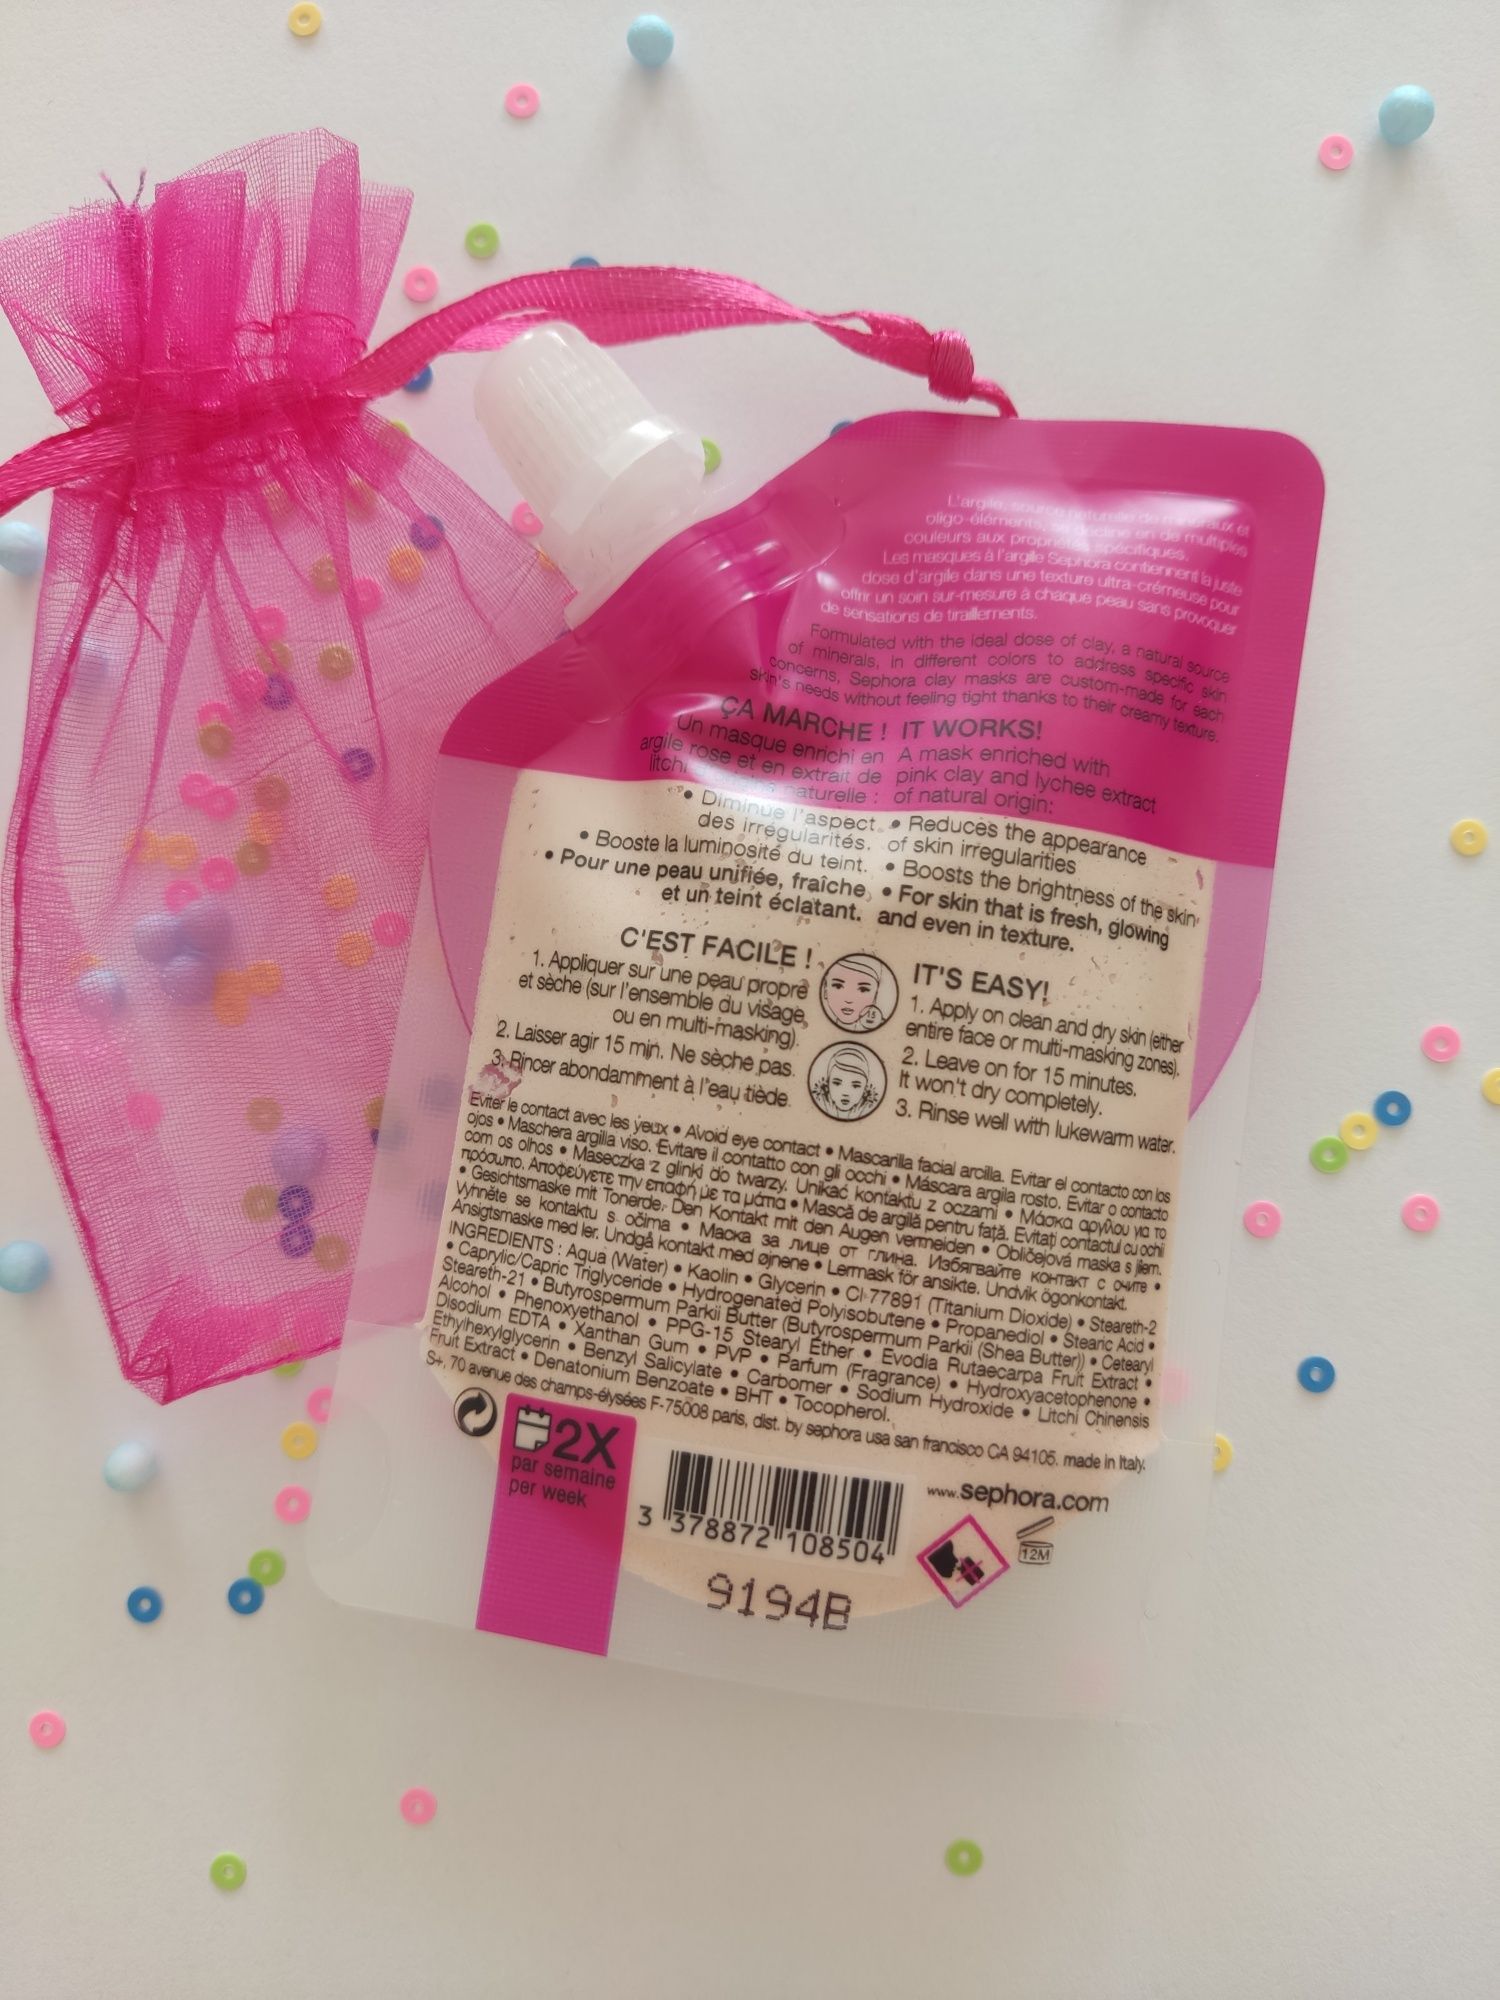 L'argile, source naturelle de minéraux et
oligo-éléments, se décline en de multiples
couleurs aux propriétés spécifiques.
Les masques à l'argile Sephora contiennent la juste
dose d'argile dans une texture ultra-crémeuse pour
offrir un soin sur-mesure à chaque peau sans provoquer
de sensations de tiraillements.
Formulated with the ideal dose of clay, a natural source
of minerals, in different colors to address specific skin
concerns, Sephora clay masks are custom-made for each
skin's needs without feeling tight thanks to their creamy texture.
ÇA MARCHE !
Un masque enrichi en
argile rose et en extrait de
litchi naturelle :
• Diminue l'aspect
des irrégularités.
• Booste la luminosité du teint.
• Pour une peau unifiée, fraîche,
et un teint éclatant.
IT WORKS!
A mask enriched with
pink clay and lychee extract
of natural origin:
• Reduces the appearance
of skin irregularities
• Boosts the brightness of the skin
• For skin that is fresh, glowing
and even in texture.
C'EST FACILE !
1. Appliquer sur une peau propre
et sèche (sur l'ensemble du visage,
ou en multi-masking).
2. Laisser agir 15 min. Ne sèche pas.
3. Rincer abondamment à l'eau tiède.
15
IT'S EASY!
1. Apply on clean and dry skin (either
entire face or multi-masking zones).
2. Leave on for 15 minutes.
It won't dry completely.
3. Rinse well with lukewarm water.
Eviter le contact avec les yeux • Avoid eye contact • Mascarilla facial arcilla. Evitar el contacto con los
ojos • Maschera argilla viso. Evitare il contatto con gli occhi • Máscara argila rosto. Evitar o contacto
com os olhos • Maseczka z glinki do twarzy. Unikać kontaktu z oczami • Μάσκα αργίλου για το
πρόσωπο. Αποφεύγετε την επαφή με τα μάτια • Mască de argilă pentru față. Evitați contactul cu ochii
• Gesichtsmaske mit Tonerde. Den Kontakt mit den Augen vermeiden • Obličejová maska s jílem.
Vyhněte se kontaktu s očima • Маска за лице от глина. Избягвайте контакт с очите •
Ansigtsmaske med ler. Undgå kontakt med øjnene • Lermask för ansikte. Undvik ögonkontakt.
INGREDIENTS : Aqua (Water) • Kaolin • Glycerin • CI 77891 (Titanium Dioxide) • Steareth-2
• Caprylic/Capric Triglyceride • Hydrogenated Polyisobutene • Propanediol • Stearic Acid •
Steareth-21 • Butyrospermum Parkii Butter (Butyrospermum Parkii (Shea Butter)) • Cetearyl
Alcohol • Phenoxyethanol • PPG-15 Stearyl Ether • Evodia Rutaecarpa Fruit Extract •
Disodium EDTA • Xanthan Gum • PVP • Parfum (Fragrance) • Hydroxyacetophenone •
Ethylhexylglycerin • Benzyl Salicylate • Carbomer • Sodium Hydroxide • Litchi Chinensis
Fruit Extract • Denatonium Benzoate • BHT • Tocopherol.
S+, 70 avenue des champs-élysées F-75008 paris, dist. by sephora usa san francisco CA 94105. made in Italy.
2X
par semaine
per week
3 378872 108504
www.sephora.com
12M
9194B